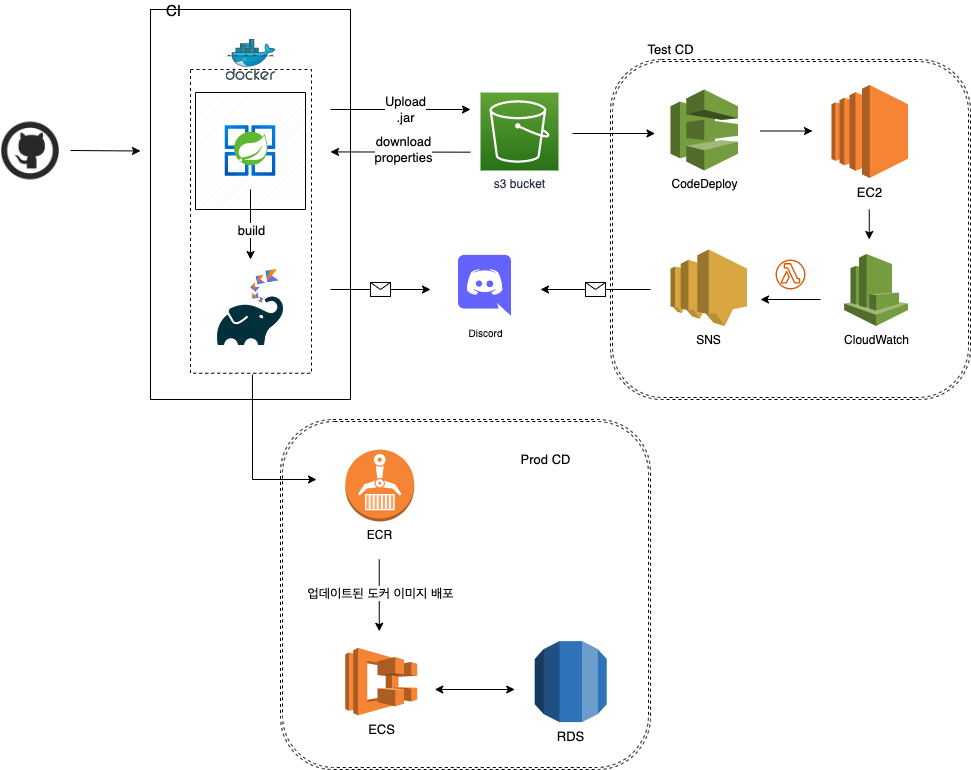 CI
Test CD
docker
Upload
.jar
download
properties
s3 bucket
CodeDeploy
EC2
build
Discord
SNS
CloudWatch
Prod CD
ECR
업데이트된 도커 이미지 배포
ECS
RDS